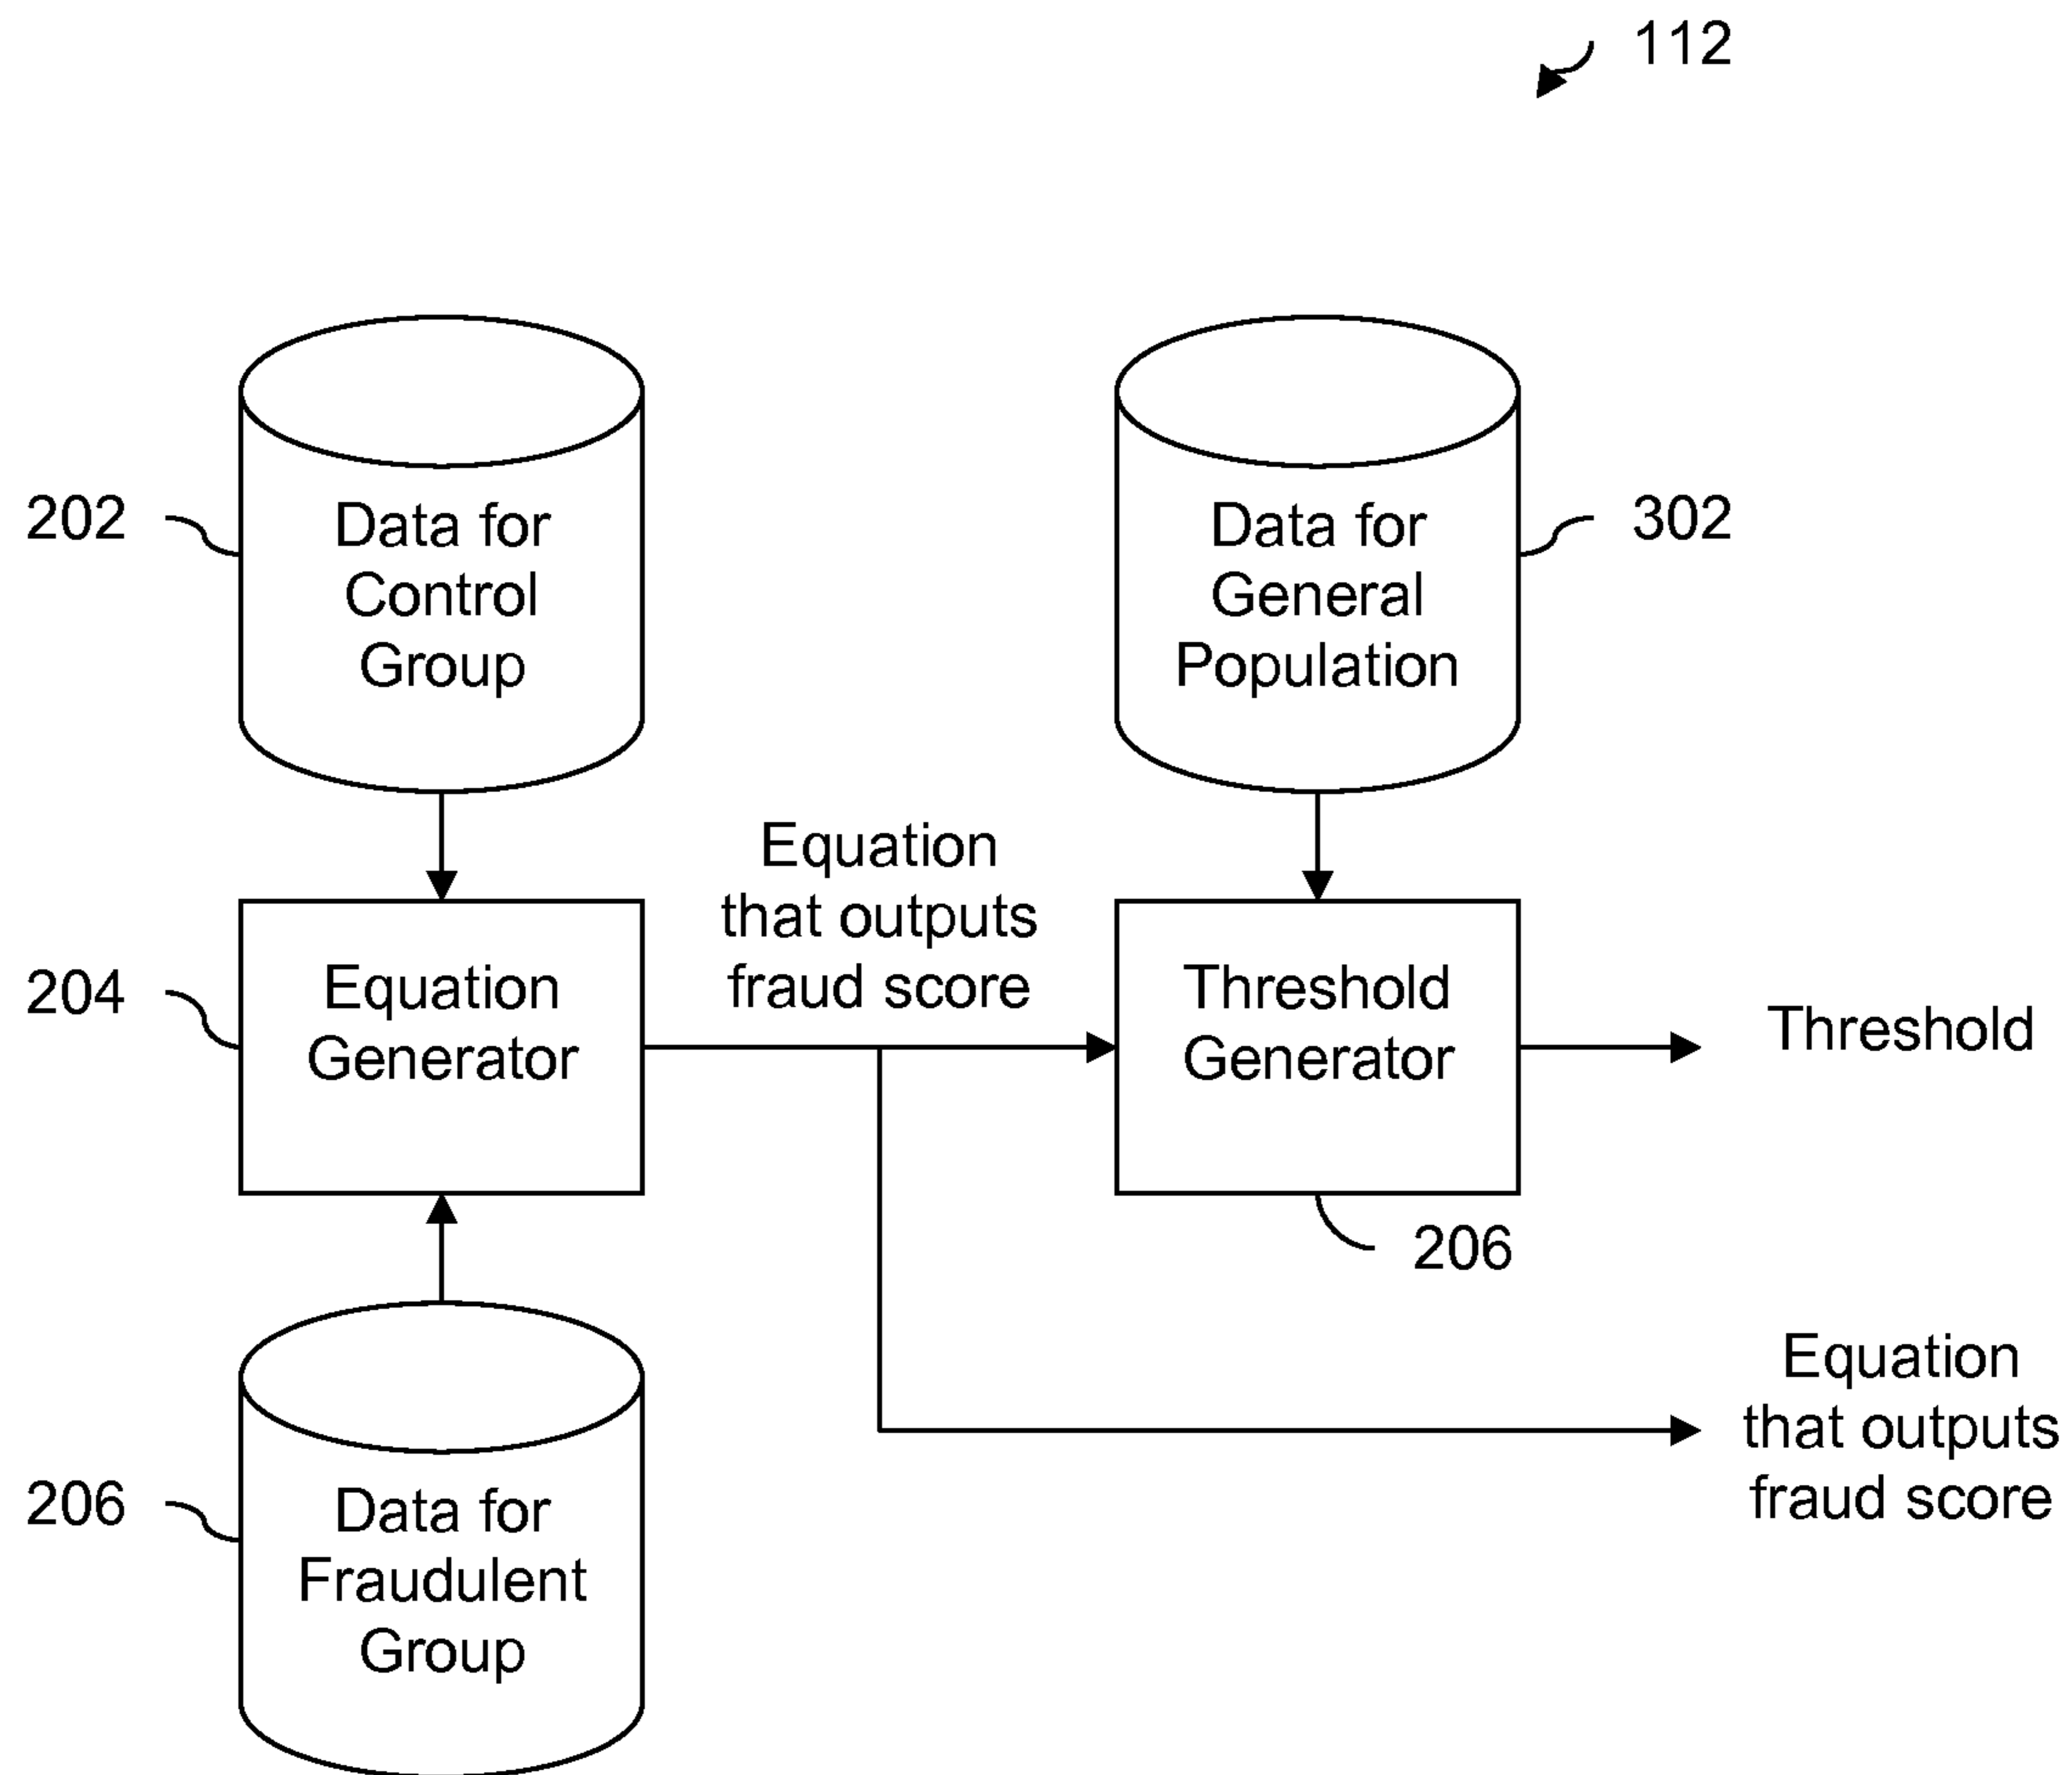 112
202
Data for
Control
Group
Data for
General
Population
302
Equation
that outputs
fraud score
204
Equation
Generator
Threshold
Generator
Threshold
206
206
Data for
Fraudulent
Group
Equation
that outputs
fraud score